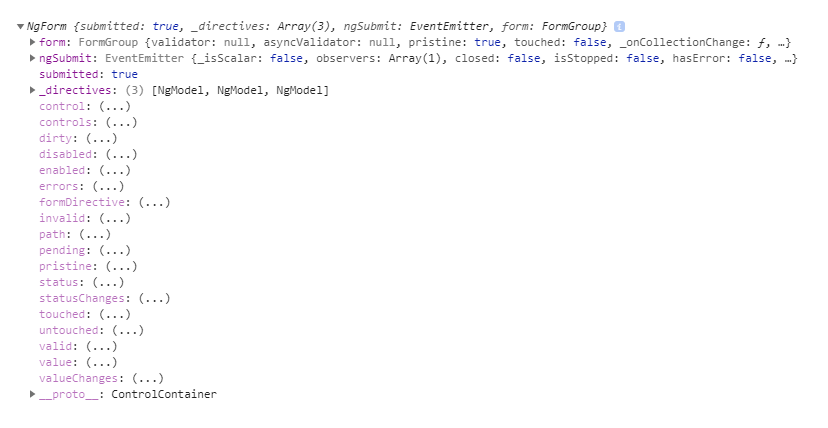 NgForm {submitted: true, _directives: Array(3), ngSubmit: EventEmitter, form: FormGroup} i
form: FormGroup {validator: null, asyncValidator: null, pristine: true, touched: false, _onCollectionChange: ƒ, …}
ngSubmit: EventEmitter {_isScalar: false, observers: Array(1), closed: false, isStopped: false, hasError: false, …}
submitted: true
_directives: (3) [NgModel, NgModel, NgModel]
control: (...)
controls: (...)
dirty: (...)
disabled: (...)
enabled: (...)
errors: (...)
formDirective: (...)
invalid: (...)
path: (...)
pending: (...)
pristine: (...)
status: (...)
statusChanges: (...)
touched: (...)
untouched: (...)
valid: (...)
value: (...)
valueChanges: (...)
__proto__: ControlContainer